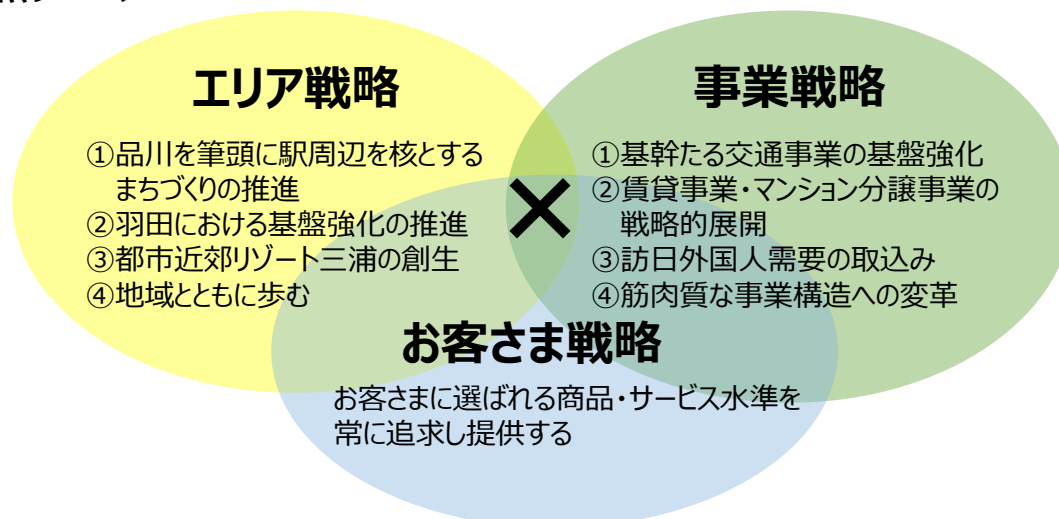 エリア戦略
①品川を筆頭に駅周辺を核とする
まちづくりの推進
②羽田における基盤強化の推進
③都市近郊リゾート三浦の創生
④地域とともに歩む
×
事業戦略
①基幹たる交通事業の基盤強化
②賃貸事業・マンション分譲事業の
戦略的展開
③訪日外国人需要の取込み
④筋肉質な事業構造への変革
お客さま戦略
お客さまに選ばれる商品・サービス水準を
常に追求し提供する